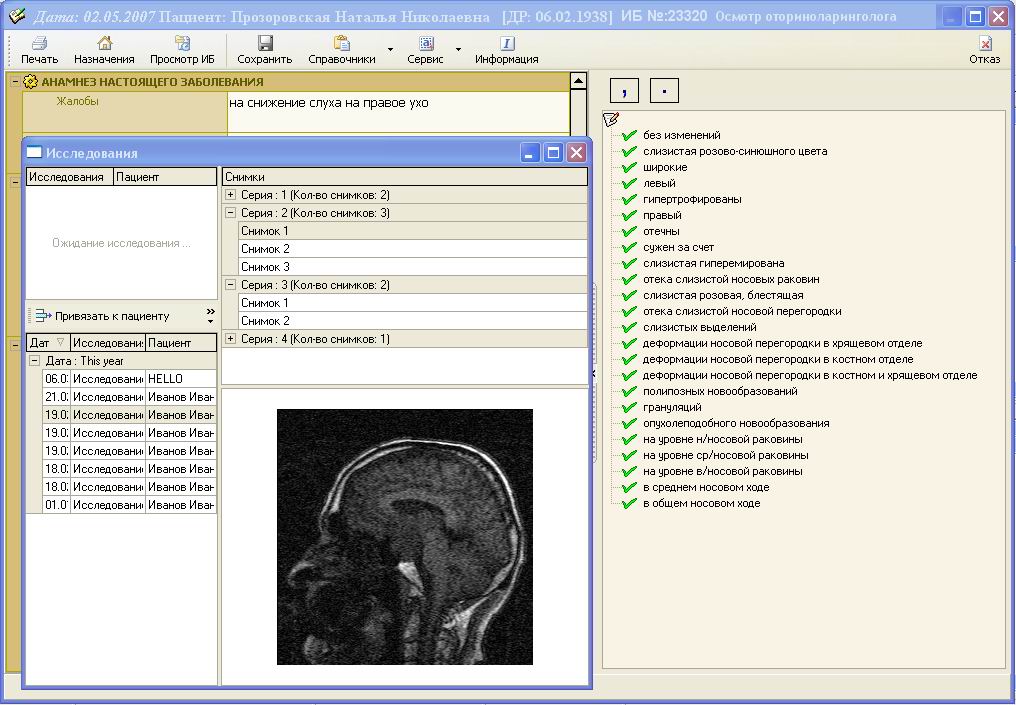 Дата: 02.05.2007 Пациент: Прозоровская Наталья Николаевна [ДР: 06.02.1938] ИБ №:23320 Осмотр оториноларинголога
Печать Назначения Просмотр ИБ Сохранить Справочники Сервис Информация Отказ
АНАМНЕЗ НАСТОЯЩЕГО ЗАБОЛЕВАНИЯ
Жалобы на снижение слуха на правое ухо
Исследования
Исследования Пациент
Ожидание исследования ...
Привязать к пациенту
Дат Исследовани Пациент
Дата : This year
06.0 Исследовани HELLO
21.0 Исследовани Иванов Иван
19.0 Исследовани Иванов Иван
19.0 Исследовани Иванов Иван
19.0 Исследовани Иванов Иван
18.0 Исследовани Иванов Иван
18.0 Исследовани Иванов Иван
01.0 Исследовани Иванов Иван
Снимки
Серия : 1 (Кол-во снимков: 2)
Серия : 2 (Кол-во снимков: 3)
Снимок 1
Снимок 2
Снимок 3
Серия : 3 (Кол-во снимков: 2)
Снимок 1
Снимок 2
Серия : 4 (Кол-во снимков: 1)
, .
без изменений
слизистая розово-синюшного цвета
широкие
левый
гипертрофированы
правый
отечны
сужен за счет
слизистая гиперемирована
отека слизистой носовых раковин
слизистая розовая, блестящая
отека слизистой носовой перегородки
слизистых выделений
деформации носовой перегородки в хрящевом отделе
деформации носовой перегородки в костном отделе
деформации носовой перегородки в костном и хрящевом отделе
полипозных новообразований
грануляций
опухолеподобного новообразования
на уровне н/носовой раковины
на уровне ср/носовой раковины
на уровне в/носовой раковины
в среднем носовом ходе
в общем носовом ходе